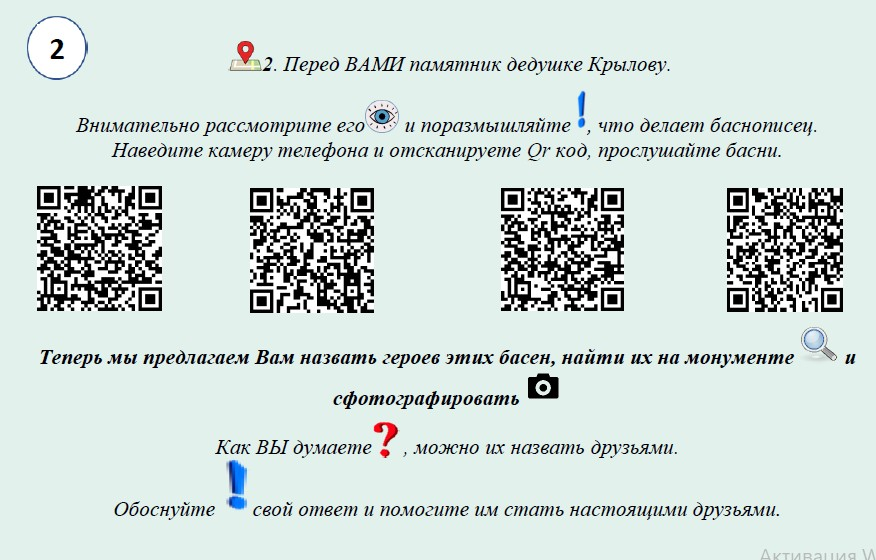 2
2. Перед ВАМИ памятник дедушке Крылову.
Внимательно рассмотрите его и поразмышляйте , что делает баснописец.
Наведите камеру телефона и отсканируете Qr код, прослушайте басни.
Теперь мы предлагаем Вам назвать героев этих басен, найти их на монументе и
сфотографировать
Как ВЫ думаете , можно их назвать друзьями.
Обоснуйте свой ответ и помогите им стать настоящими друзьями.
Активация W